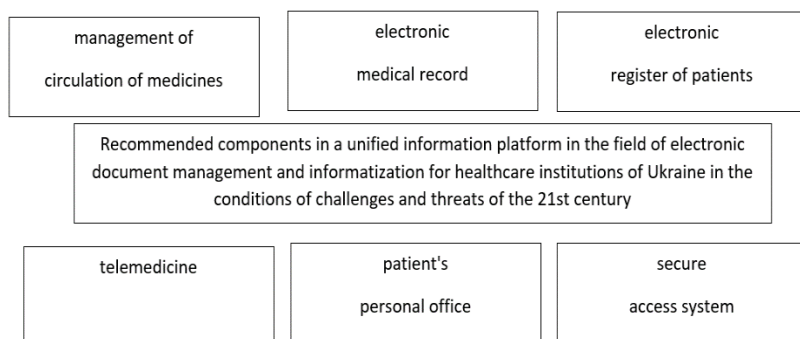 management of
circulation of medicines
electronic
medical record
electronic
register of patients
Recommended components in a unified information platform in the field of electronic
document management and informatization for healthcare institutions of Ukraine in the
conditions of challenges and threats of the 21st century
telemedicine
patient's
personal office
secure
access system